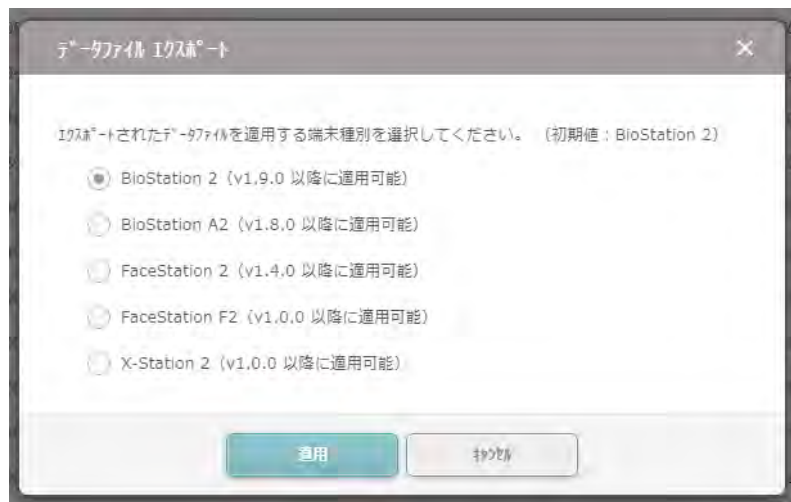 ﾃﾞｰﾀﾌｧｲﾙ ｴｸｽﾎﾟｰﾄ
ｴｸｽﾎﾟｰﾄされたﾃﾞｰﾀﾌｧｲﾙを適用する端末種別を選択してください。 （初期値：BioStation 2）
BioStation 2（v1.9.0 以降に適用可能）
BioStation A2（v1.8.0 以降に適用可能）
FaceStation 2（v1.4.0 以降に適用可能）
FaceStation F2（v1.0.0 以降に適用可能）
X-Station 2（v1.0.0 以降に適用可能）
適用
ｷｬﾝｾﾙ